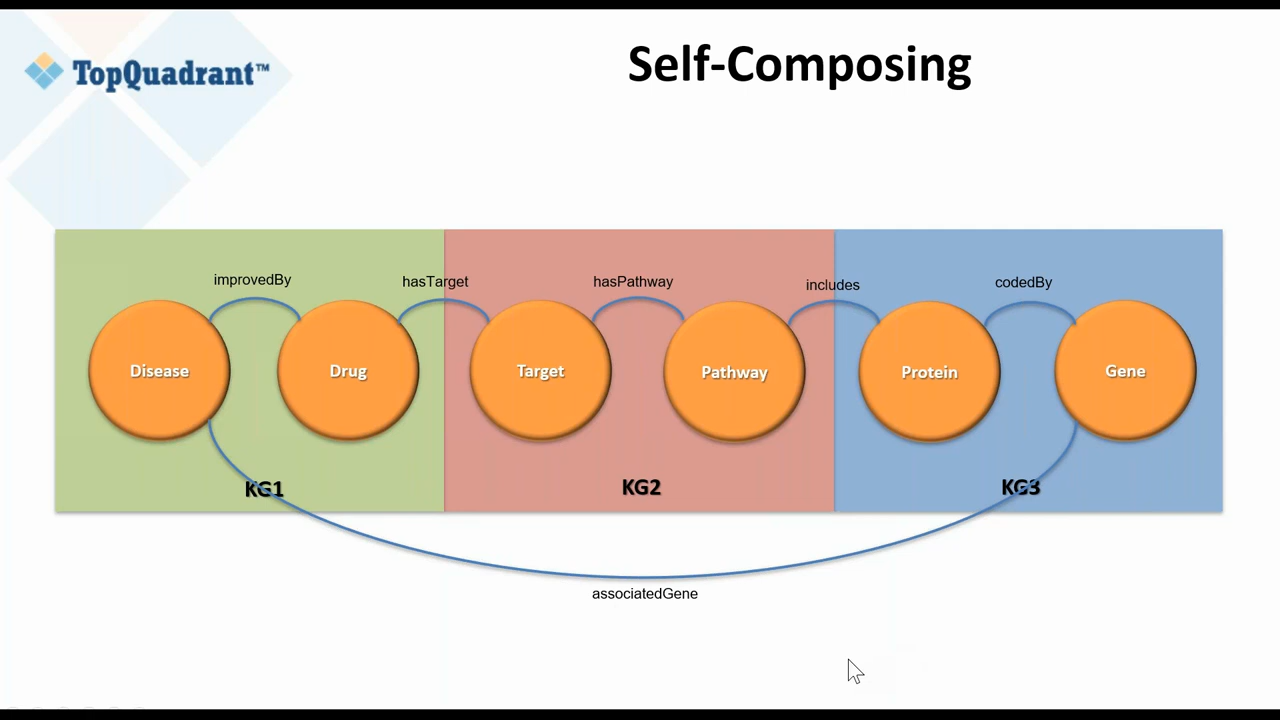 TopQuadrant™
Self-Composing
improvedBy
hasTarget
hasPathway
includes
codedBy
Disease
Drug
Target
Pathway
Protein
Gene
KG1
KG2
KG3
associatedGene